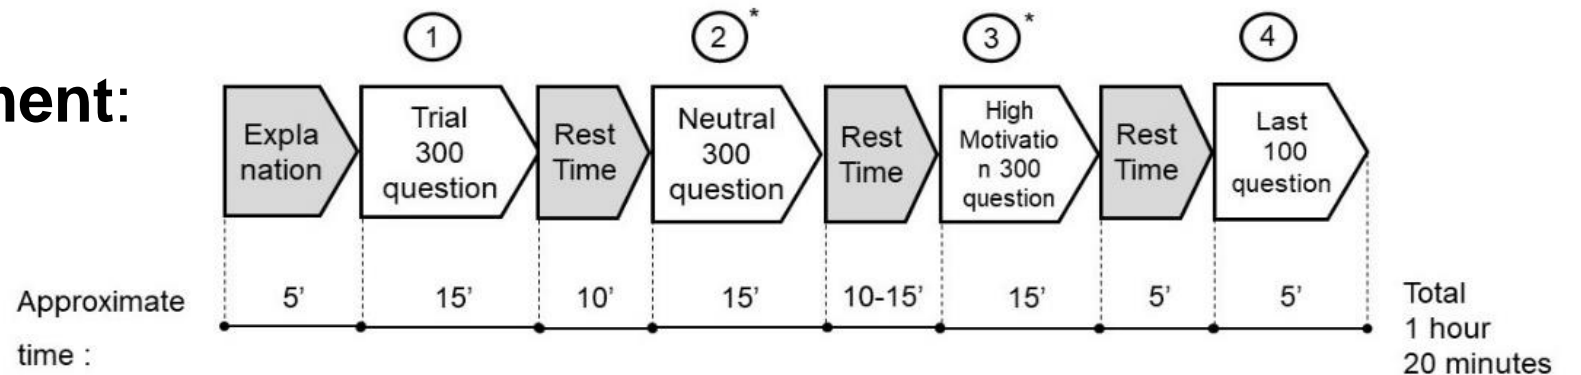 nent:
1
2*
3*
4
Expla
nation
Trial
300
question
Rest
Time
Neutral
300
question
Rest
Time
High
Motivatio
n 300
question
Rest
Time
Last
100
question
Approximate
time :
5’
15’
10’
15’
10-15’
15’
5’
5’
Total
1 hour
20 minutes